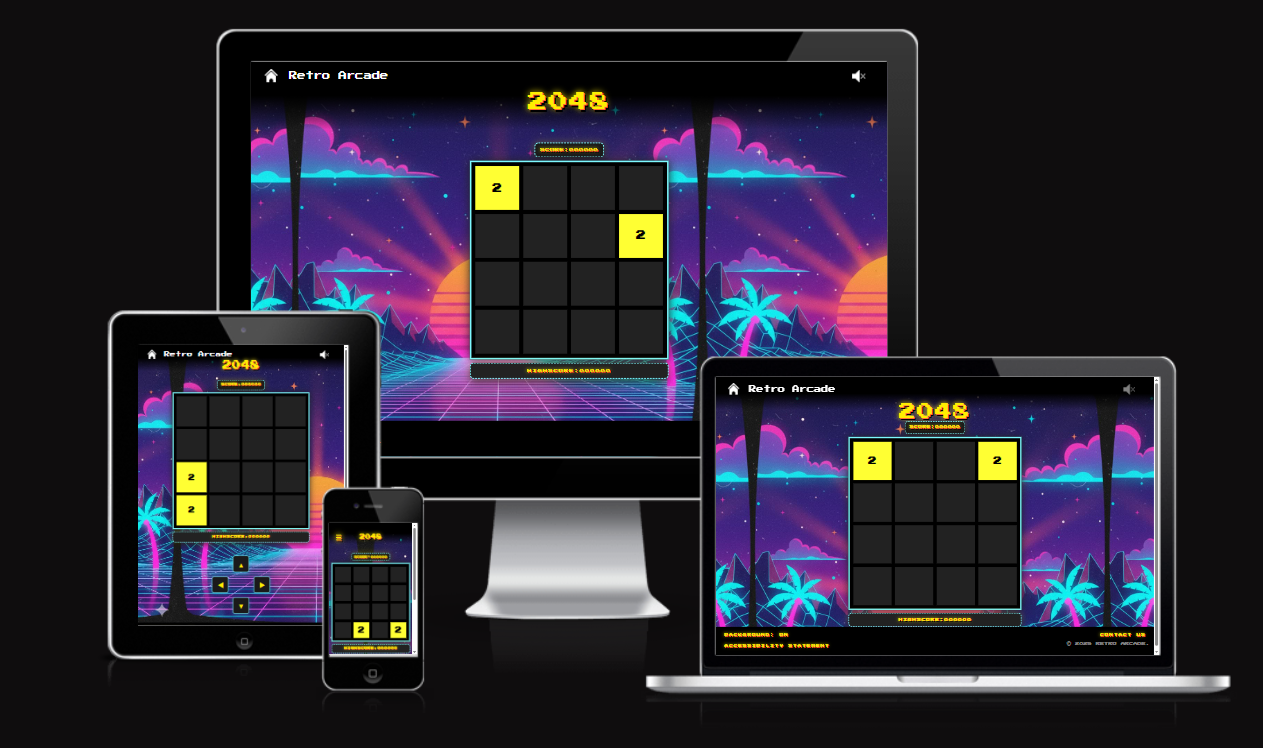 Retro Arcade
2048
SCORE:000000
2
2
HIGHSCORE:000000
Retro Arcade
2048
SCORE:000000
2
2
HIGHSCORE:000000
2048
SCORE:000000
2 2
HIGHSCORE:000000
Retro Arcade
2048
SCORE:000000
2 2
HIGHSCORE:000000
BACKGROUND: ON
CONTACT US
ACCESSIBILITY STATEMENT
© 2025 RETRO ARCADE.